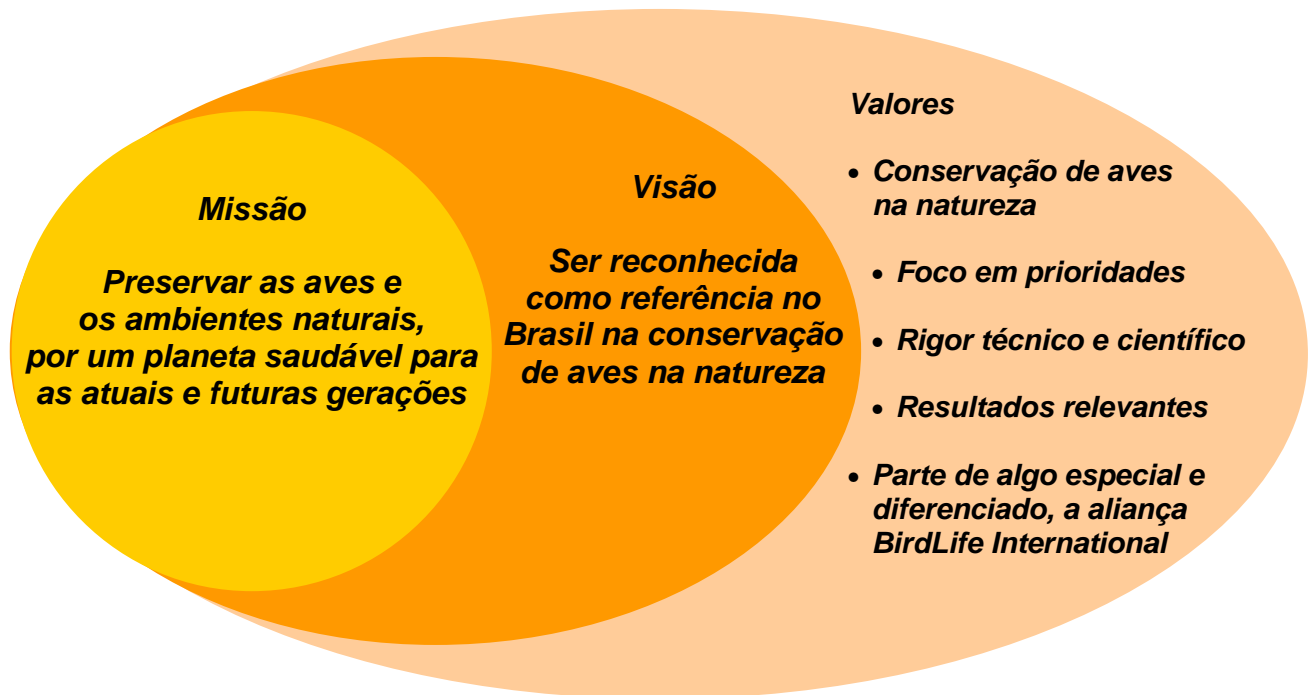 Missão
Preservar as aves e
os ambientes naturais,
por um planeta saudável para
as atuais e futuras gerações
Visão
Ser reconhecida
como referência no
Brasil na conservação
de aves na natureza
Valores
• Conservação de aves
na natureza
• Foco em prioridades
• Rigor técnico e científico
• Resultados relevantes
• Parte de algo especial e
diferenciado, a aliança
BirdLife International